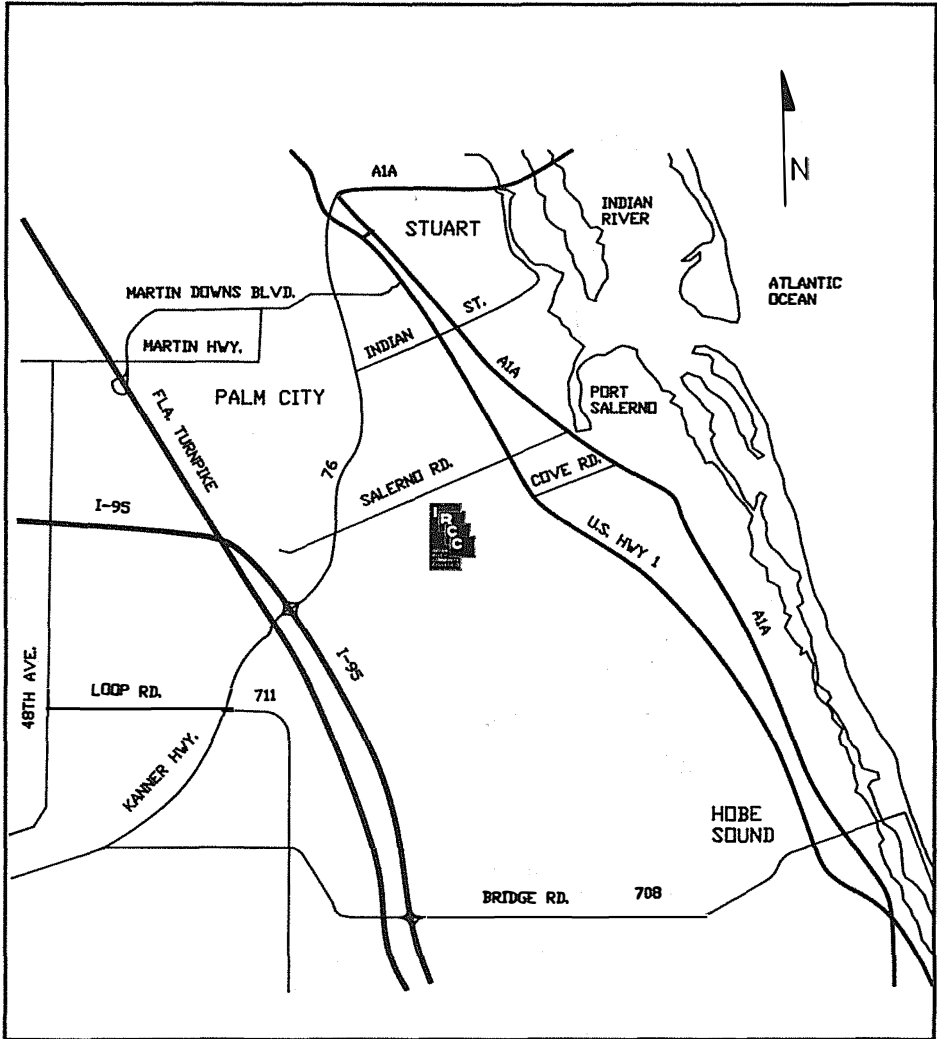 A1A
N
STUART
INDIAN
RIVER
ATLANTIC
OCEAN
MARTIN DOWNS BLVD.
INDIAN ST.
MARTIN HWY.
A1A
PALM CITY
PORT
SALERNO
FLA. TURNPIKE
76
SALERNO RD.
COVE RD.
I-95
IRCC
U.S. HWY 1
A1A
I-95
48TH AVE.
LOOP RD.
711
KANNER HWY.
HOBE
SOUND
BRIDGE RD.
708